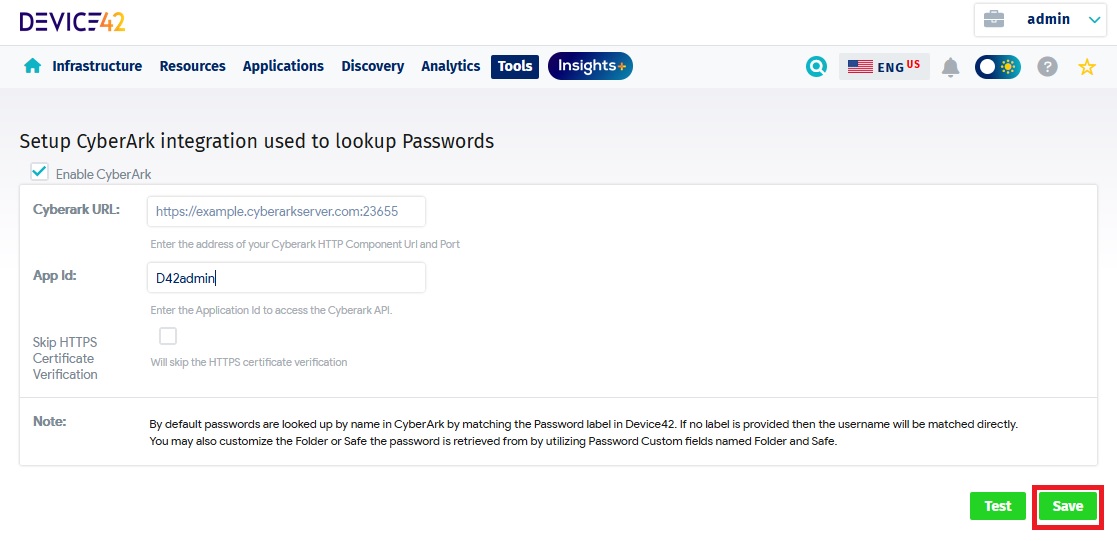 DEVICE42
admin
Infrastructure Resources Applications Discovery Analytics Tools Insights+ ENG US ?
Setup CyberArk integration used to lookup Passwords
Enable CyberArk
Cyberark URL: https://example.cyberarkserver.com:23655
Enter the address of your Cyberark HTTP Component Url and Port
App Id: D42admin
Enter the Application Id to access the Cyberark API.
Skip HTTPS
Certificate
Verification
Will skip the HTTPS certificate verification
Note: By default passwords are looked up by name in CyberArk by matching the Password label in Device42. If no label is provided then the username will be matched directly.
You may also customize the Folder or Safe the password is retrieved from by utilizing Password Custom fields named Folder and Safe.
Test Save